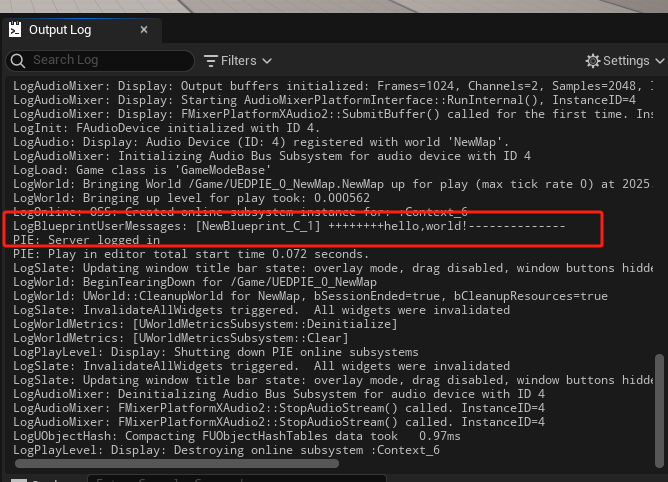 Output Log
Search Log
Filters
Settings
LogAudioMixer: Display: Output buffers initialized: Frames=1024, Channels=2, Samples=2048,
LogAudioMixer: Display: Starting AudioMixerPlatformInterface::RunInternal(), InstanceID=4
LogAudioMixer: Display: FMixerPlatformXAudio2::SubmitBuffer() called for the first time. Ins
LogInit: FAudioDevice initialized with ID 4.
LogAudio: Display: Audio Device (ID: 4) registered with world 'NewMap'.
LogAudioMixer: Initializing Audio Bus Subsystem for audio device with ID 4
LogLoad: Game class is 'GameModeBase'
LogWorld: Bringing World /Game/UEDPIE_0_NewMap.NewMap up for play (max tick rate 0) at 2025
LogWorld: Bringing up level for play took: 0.000562
LogOnline: OSS: Created online subsystem instance for: :Context_6
LogBlueprintUserMessages: [NewBlueprint_C_1] ++++++++hello,world!--------------
PIE: Server logged in
PIE: Play in editor total start time 0.072 seconds.
LogSlate: Updating window title bar state: overlay mode, drag disabled, window buttons hidde
LogWorld: BeginTearingDown for /Game/UEDPIE_0_NewMap
LogWorld: UWorld::CleanupWorld for NewMap, bSessionEnded=true, bCleanupResources=true
LogSlate: InvalidateAllWidgets triggered.  All widgets were invalidated
LogWorldMetrics: [UWorldMetricsSubsystem::Deinitialize]
LogWorldMetrics: [UWorldMetricsSubsystem::Clear]
LogPlayLevel: Display: Shutting down PIE online subsystems
LogSlate: InvalidateAllWidgets triggered.  All widgets were invalidated
LogSlate: Updating window title bar state: overlay mode, drag disabled, window buttons hidde
LogAudioMixer: Deinitializing Audio Bus Subsystem for audio device with ID 4
LogAudioMixer: FMixerPlatformXAudio2::StopAudioStream() called. InstanceID=4
LogAudioMixer: FMixerPlatformXAudio2::StopAudioStream() called. InstanceID=4
LogUObjectHash: Compacting FUObjectHashTables data took   0.97ms
LogPlayLevel: Display: Destroying online subsystem :Context_6